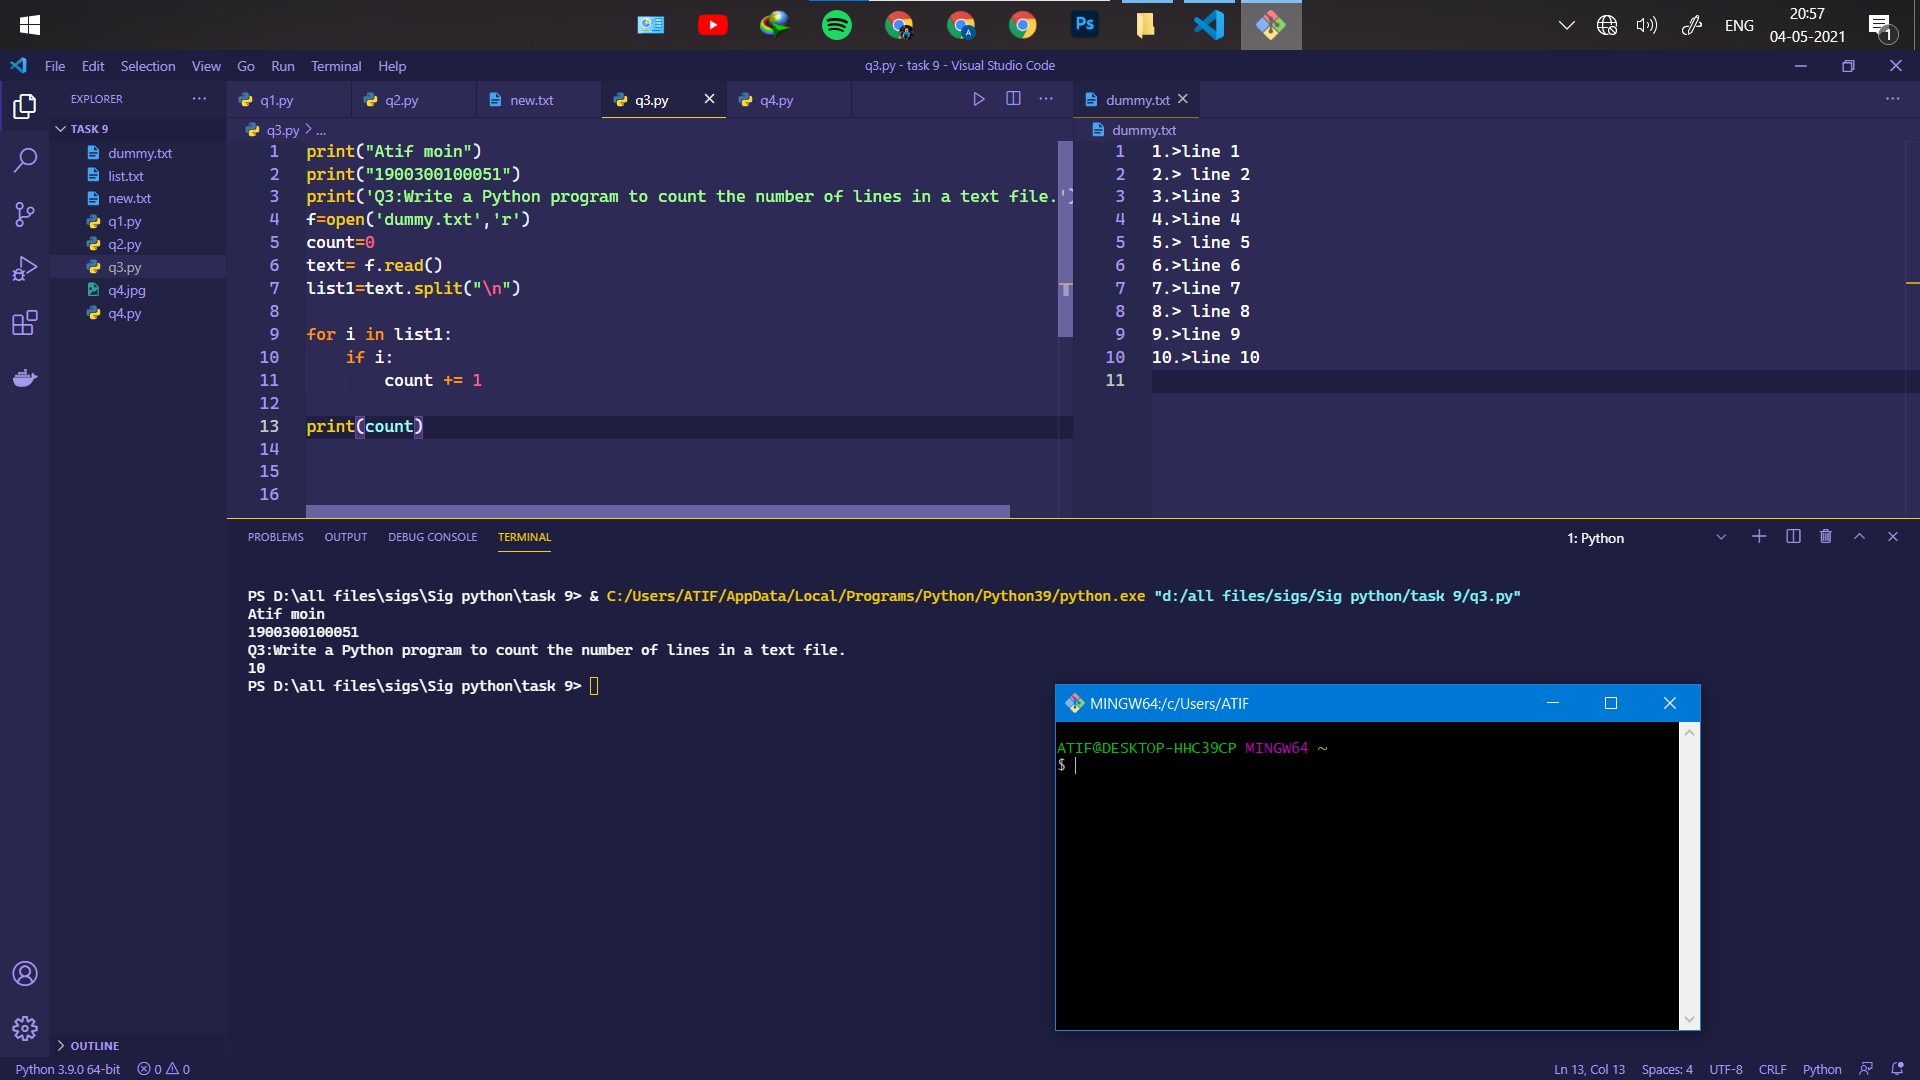 Ps
ENG
20:57
04-05-2021
1
File Edit Selection View Go Run Terminal Help
q3.py - task 9 - Visual Studio Code
EXPLORER
TASK 9
dummy.txt
list.txt
new.txt
q1.py
q2.py
q3.py
q4.jpg
q4.py
OUTLINE
q1.py q2.py new.txt q3.py q4.py
q3.py > ...
1 print("Atif moin")
2 print("1900300100051")
3 print('Q3:Write a Python program to count the number of lines in a text file.')
4 f=open('dummy.txt','r')
5 count=0
6 text= f.read()
7 list1=text.split("\n")
8
9 for i in list1:
10     if i:
11         count += 1
12
13 print(count)
14
15
16
dummy.txt
dummy.txt
1 1.>line 1
2 2.> line 2
3 3.>line 3
4 4.>line 4
5 5.> line 5
6 6.>line 6
7 7.>line 7
8 8.> line 8
9 9.>line 9
10 10.>line 10
11
PROBLEMS OUTPUT DEBUG CONSOLE TERMINAL
1: Python
PS D:\all files\sigs\Sig python\task 9> & C:/Users/ATIF/AppData/Local/Programs/Python/Python39/python.exe "d:/all files/sigs/Sig python/task 9/q3.py"
Atif moin
1900300100051
Q3:Write a Python program to count the number of lines in a text file.
10
PS D:\all files\sigs\Sig python\task 9>
MINGW64:/c/Users/ATIF
ATIF@DESKTOP-HHC39CP MINGW64 ~
$
Python 3.9.0 64-bit 0 0
Ln 13, Col 13 Spaces: 4 UTF-8 CRLF Python